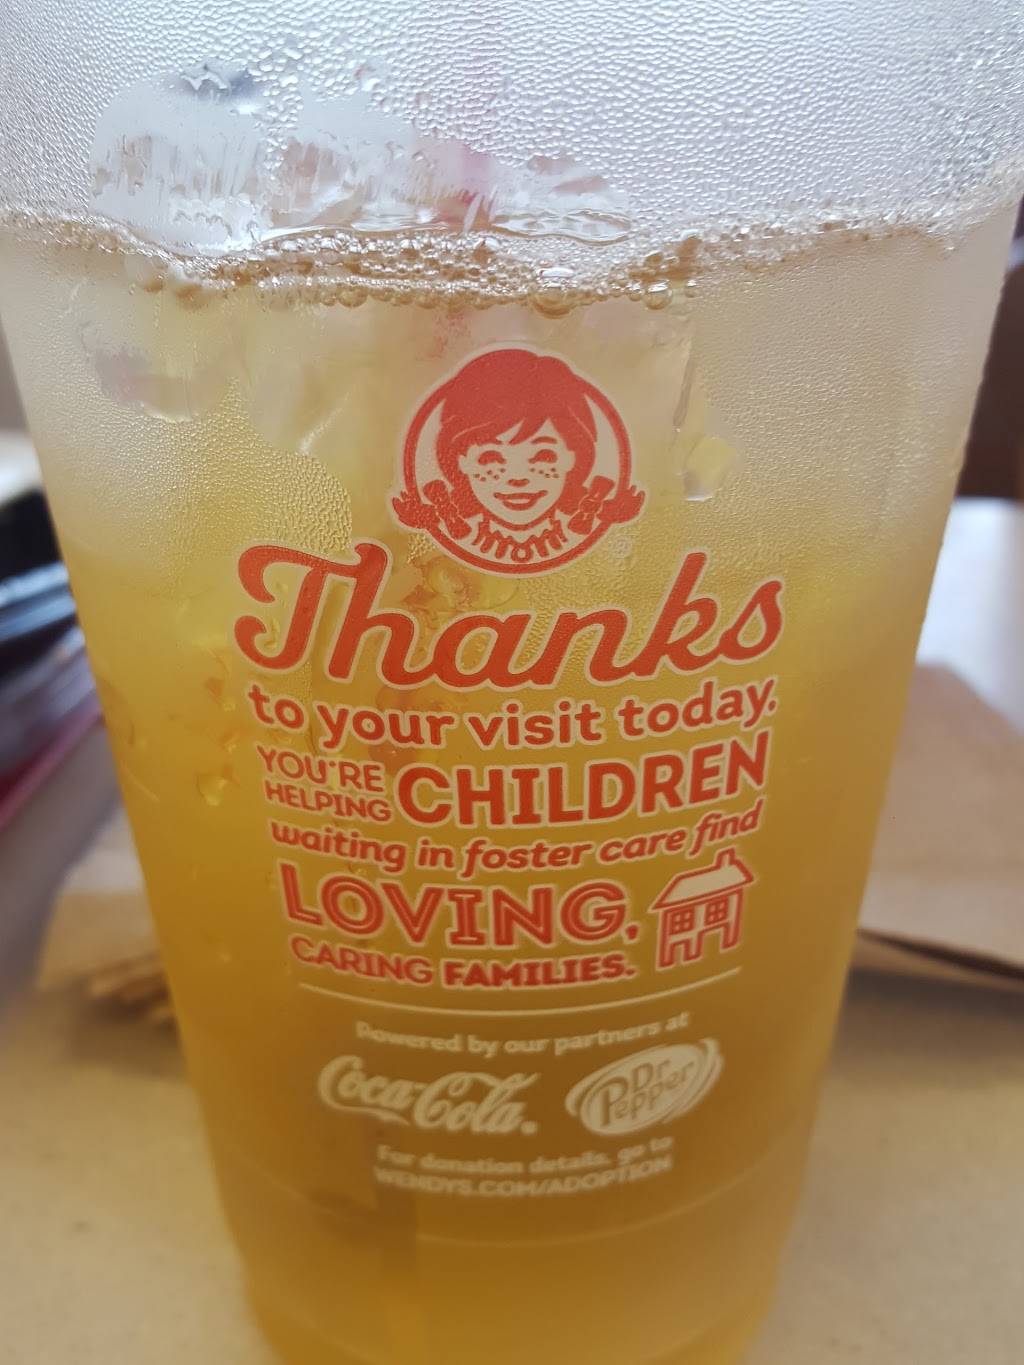 Thanks
to your visit today.
YOU'RE
HELPING CHILDREN
waiting in foster care find
LOVING,
CARING FAMILIES.
Powered by our partners at
Coca-Cola. Dr Pepper
For donation details, go to
WENDYS.COM/ADOPTION